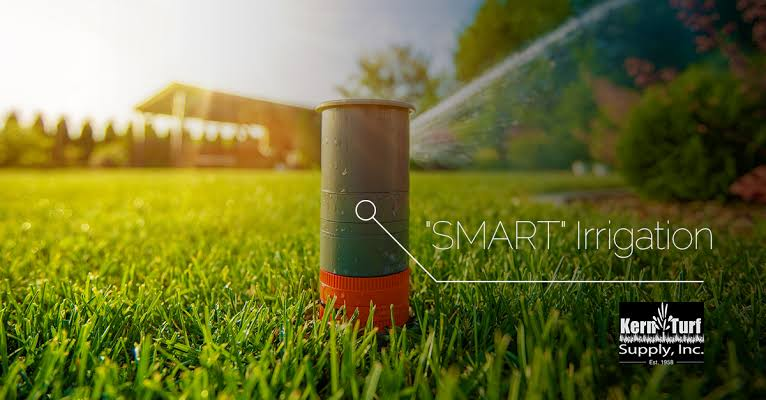 "SMART" Irrigation
Kern Turf
Supply, Inc.
Est. 1958